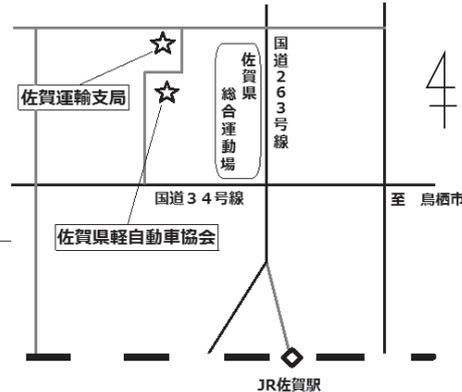 佐賀運輸支局
佐賀県
総合運動場
国道263号線
国道34号線
至 鳥栖市
佐賀県軽自動車協会
JR佐賀駅